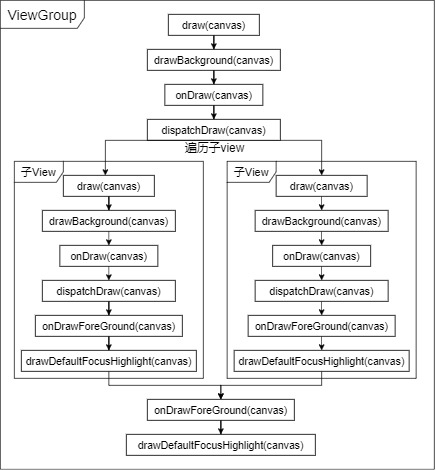 ViewGroup
draw(canvas)
drawBackground(canvas)
onDraw(canvas)
dispatchDraw(canvas)
遍历子view
子View
draw(canvas)
drawBackground(canvas)
onDraw(canvas)
dispatchDraw(canvas)
onDrawForeGround(canvas)
drawDefaultFocusHighlight(canvas)
子View
draw(canvas)
drawBackground(canvas)
onDraw(canvas)
dispatchDraw(canvas)
onDrawForeGround(canvas)
drawDefaultFocusHighlight(canvas)
onDrawForeGround(canvas)
drawDefaultFocusHighlight(canvas)